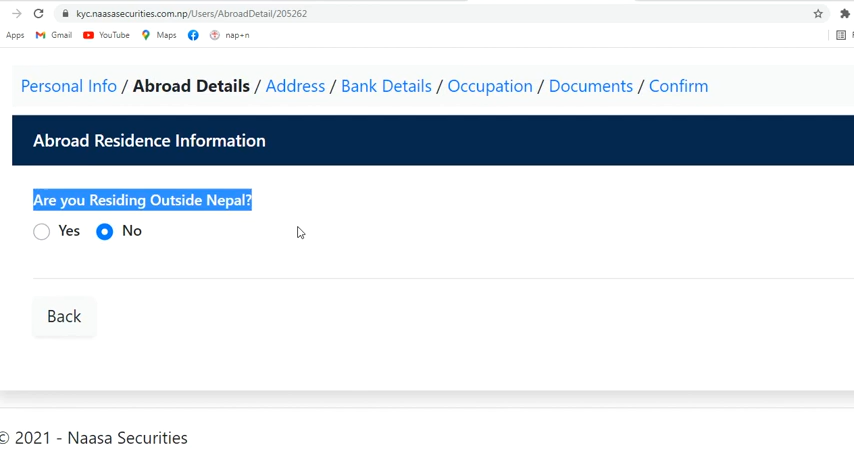 kyc.naasasecurities.com.np/Users/AbroadDetail/205262
Apps Gmail YouTube Maps nap+n
Personal Info / Abroad Details / Address / Bank Details / Occupation / Documents / Confirm
Abroad Residence Information
Are you Residing Outside Nepal?
Yes No
Back
© 2021 - Naasa Securities